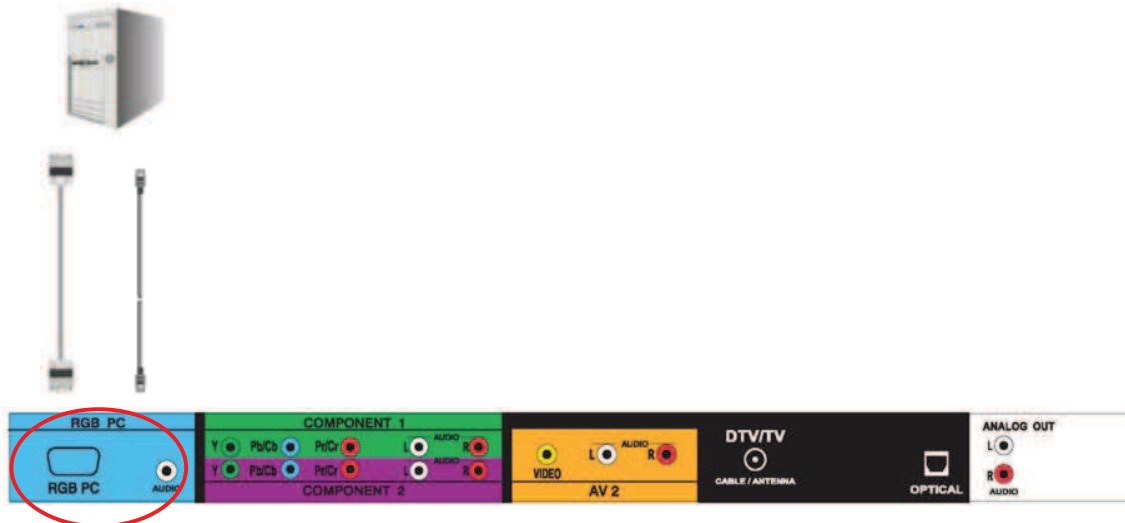 RGB PC
RGB PC
AUDIO
COMPONENT 1
Y Pb/Cb Pr/Cr L AUDIO R
Y Pb/Cb Pr/Cr L AUDIO R
COMPONENT 2
VIDEO L AUDIO R
AV 2
DTV/TV
CABLE / ANTENNA
OPTICAL
ANALOG OUT
L
R
AUDIO